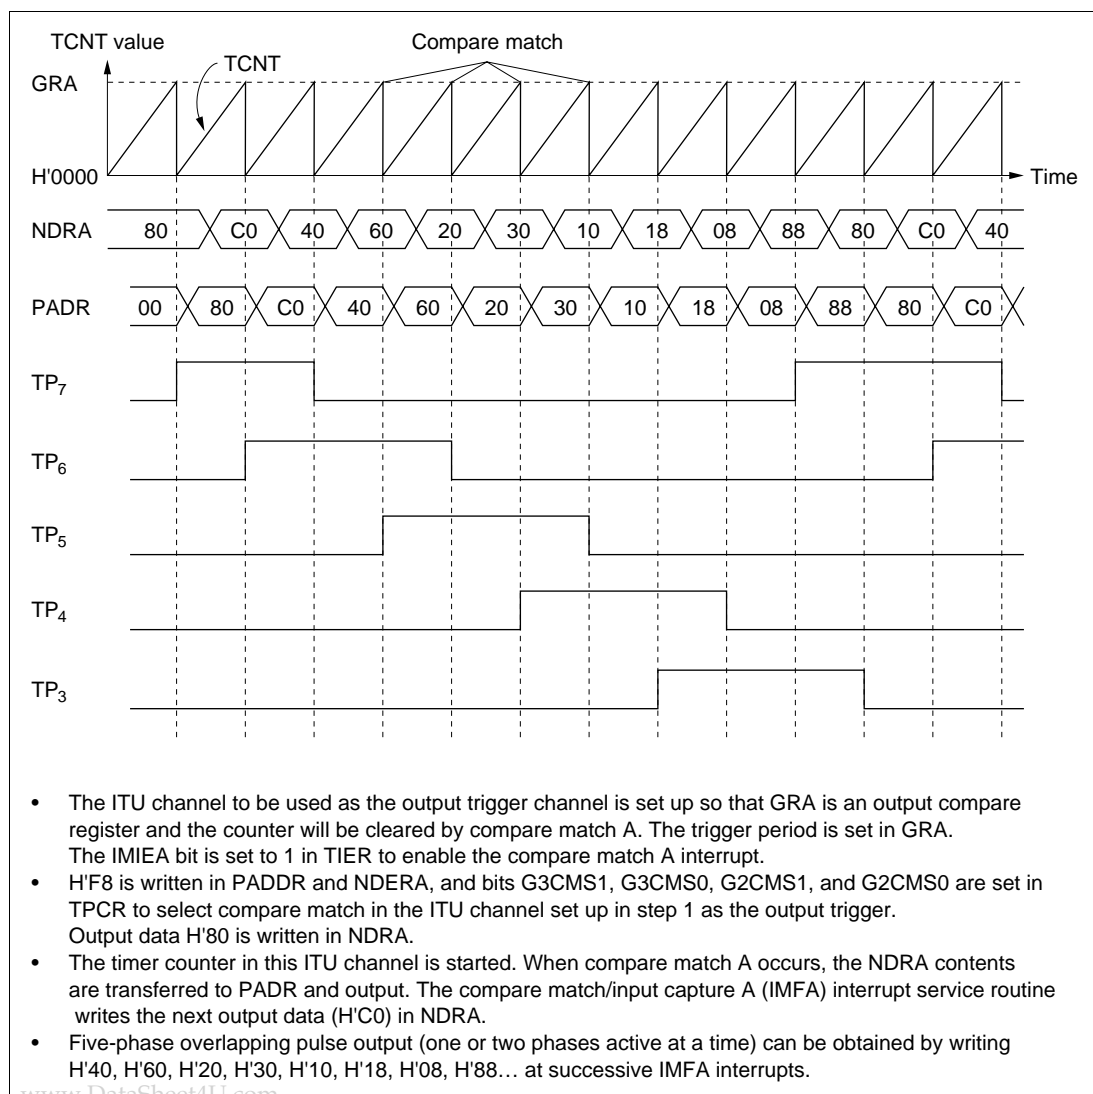 TCNT value
Compare match
TCNT
GRA
H'0000
Time
NDRA 80 C0 40 60 20 30 10 18 08 88 80 C0 40
PADR 00 80 C0 40 60 20 30 10 18 08 88 80 C0
TP7
TP6
TP5
TP4
TP3
• The ITU channel to be used as the output trigger channel is set up so that GRA is an output compare
register and the counter will be cleared by compare match A. The trigger period is set in GRA.
The IMIEA bit is set to 1 in TIER to enable the compare match A interrupt.
• H'F8 is written in PADDR and NDERA, and bits G3CMS1, G3CMS0, G2CMS1, and G2CMS0 are set in
TPCR to select compare match in the ITU channel set up in step 1 as the output trigger.
Output data H'80 is written in NDRA.
• The timer counter in this ITU channel is started. When compare match A occurs, the NDRA contents
are transferred to PADR and output. The compare match/input capture A (IMFA) interrupt service routine
writes the next output data (H'C0) in NDRA.
• Five-phase overlapping pulse output (one or two phases active at a time) can be obtained by writing
H'40, H'60, H'20, H'30, H'10, H'18, H'08, H'88… at successive IMFA interrupts.
www.DataSheet4U.com